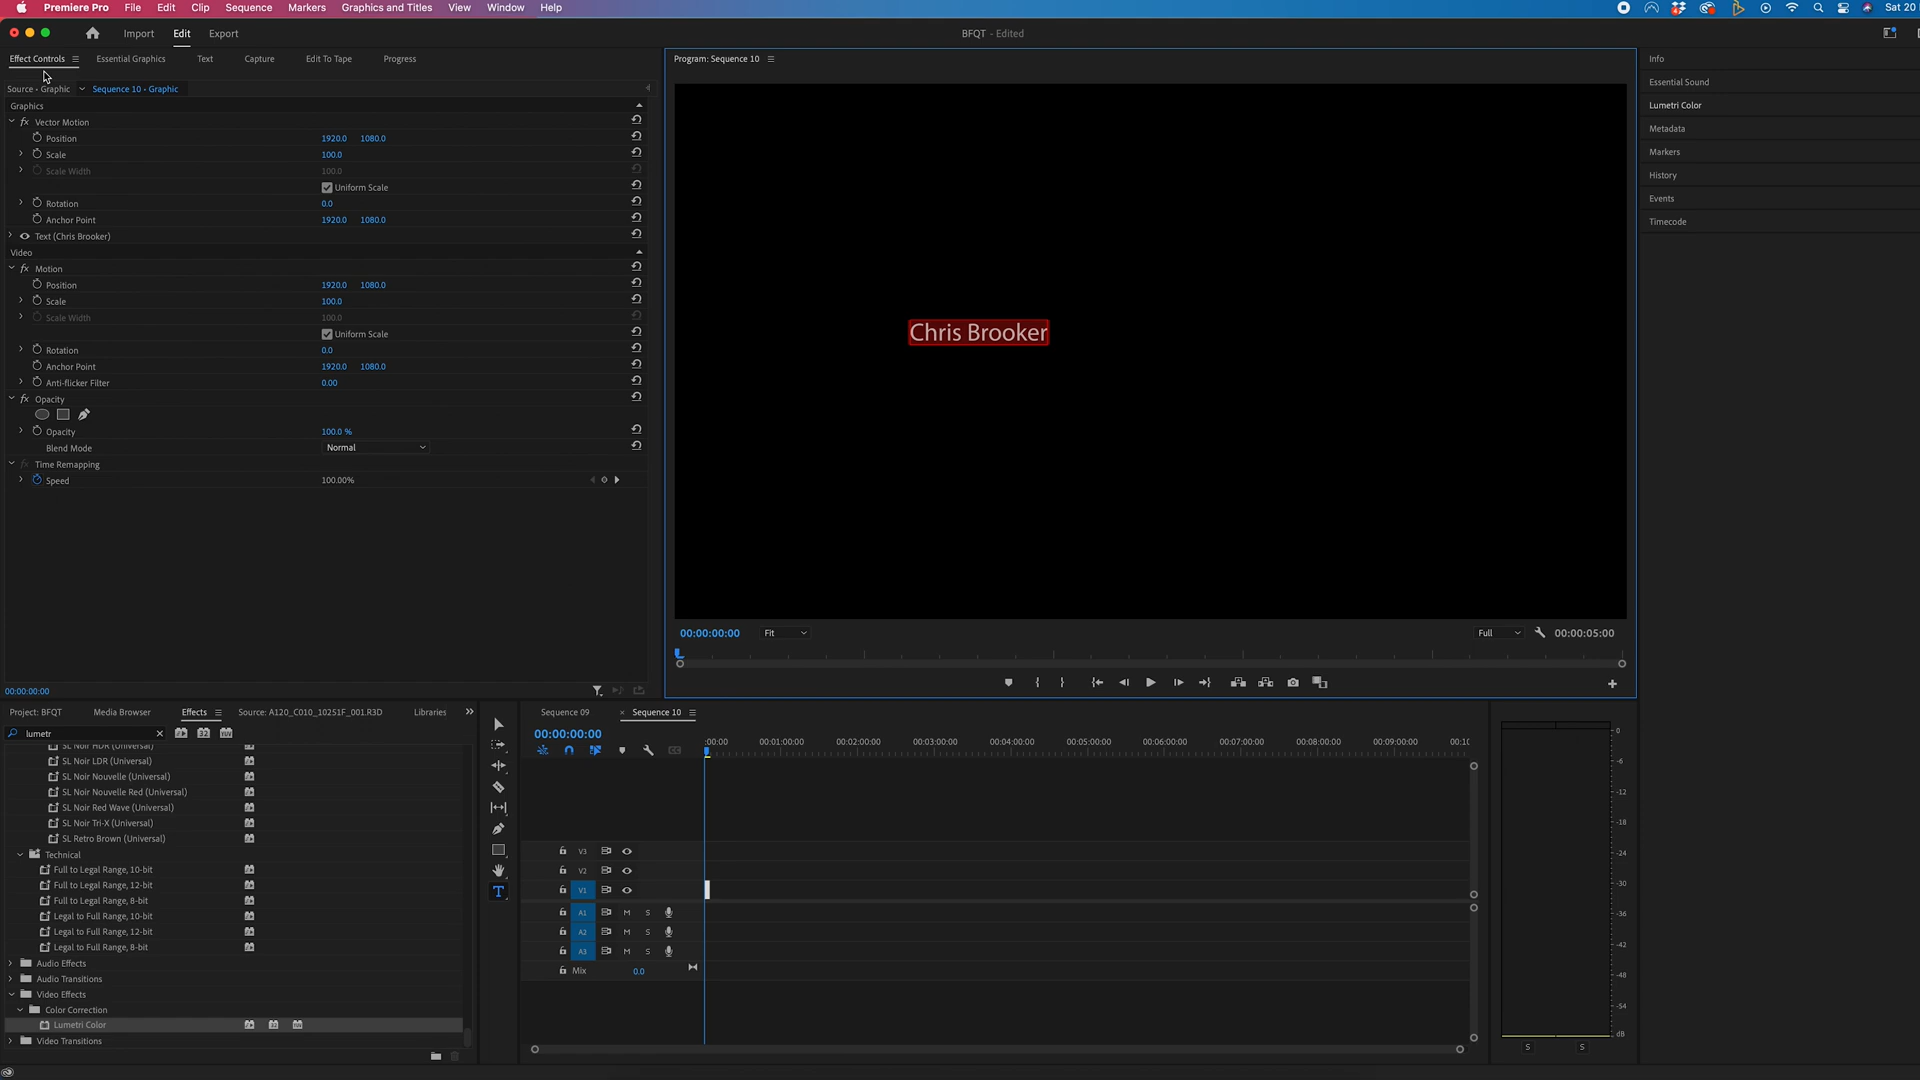 Premiere Pro File Edit Clip Sequence Markers Graphics and Titles View Window Help Sat 20
Import Edit Export BFQT - Edited
Effect Controls Essential Graphics Text Capture Edit To Tape Progress
Source - Graphic Sequence 10 - Graphic
Graphics
fx Vector Motion
Position 1920.0 1080.0
Scale 100.0
Scale Width 100.0
Uniform Scale
Rotation 0.0
Anchor Point 1920.0 1080.0
Text (Chris Brooker)
Video
fx Motion
Position 1920.0 1080.0
Scale 100.0
Scale Width 100.0
Uniform Scale
Rotation 0.0
Anchor Point 1920.0 1080.0
Anti-flicker Filter 0.00
fx Opacity
Opacity 100.0 %
Blend Mode Normal
fx Time Remapping
Speed 100.00%
00:00:00:00
Program: Sequence 10
Chris Brooker
00:00:00:00 Fit Full 00:00:05:00
Info
Essential Sound
Lumetri Color
Metadata
Markers
History
Events
Timecode
Project: BFQT Media Browser Effects Source: A120_C010_10251F_001.R3D Libraries
lumetr
SL Noir HDR (Universal)
SL Noir LDR (Universal)
SL Noir Nouvelle (Universal)
SL Noir Nouvelle Red (Universal)
SL Noir Red Wave (Universal)
SL Noir Tri-X (Universal)
SL Retro Brown (Universal)
Technical
Full to Legal Range, 10-bit
Full to Legal Range, 12-bit
Full to Legal Range, 8-bit
Legal to Full Range, 10-bit
Legal to Full Range, 12-bit
Legal to Full Range, 8-bit
Audio Effects
Audio Transitions
Video Effects
Color Correction
Lumetri Color
Video Transitions
Sequence 09 × Sequence 10
00:00:00:00
:00:00 00:01:00:00 00:02:00:00 00:03:00:00 00:04:00:00 00:05:00:00 00:06:00:00 00:07:00:00 00:08:00:00 00:09:00:00 00:10
V3
V2
V1
A1 M S
A2 M S
A3 M S
Mix 0.0
0
-6
-12
-18
-24
-30
-36
-42
-48
-54
dB
S S